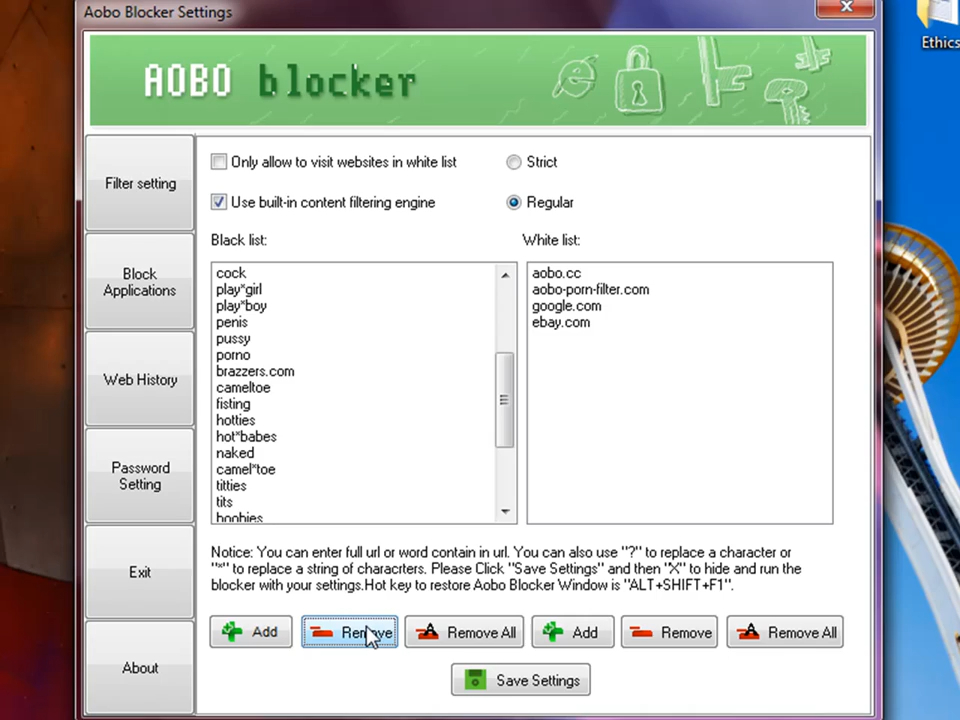 Aobo Blocker Settings
Ethics
AOBO blocker
Filter setting
Block
Applications
Web History
Password
Setting
Exit
About
Only allow to visit websites in white list
Strict
Use built-in content filtering engine
Regular
Black list:
White list:
cock
play*girl
play*boy
penis
pussy
porno
brazzers.com
cameltoe
fisting
hotties
hot*babes
naked
camel*toe
titties
tits
boobies
aobo.cc
aobo-porn-filter.com
google.com
ebay.com
Notice: You can enter full url or word contain in url. You can also use "?" to replace a character or
"*" to replace a string of characrters. Please Click "Save Settings" and then "X" to hide and run the
blocker with your settings.Hot key to restore Aobo Blocker Window is "ALT+SHIFT+F1".
Add
Remove
Remove All
Add
Remove
Remove All
Save Settings